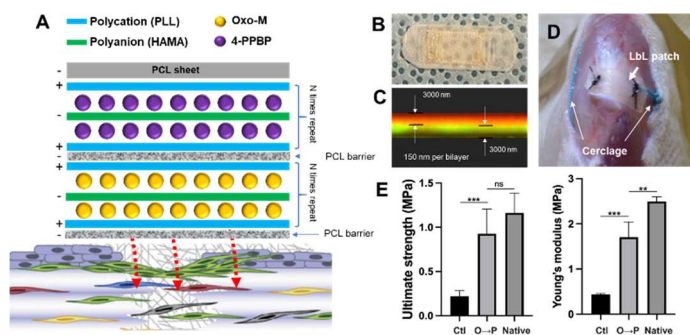 A
Polycation (PLL)
Oxo-M
Polyanion (HAMA)
4-PPBP
-
PCL sheet
+
-
+
N times
repeat
-
PCL barrier
+
-
+
N times
repeat
-
PCL barrier
B
C
3000 nm
150 nm per bilayer
3000 nm
D
LbL
patch
Cerclage
E
Ultimate strength (MPa)
1.5
1.0
0.5
0.0
***
ns
Ctl
O→P
Native
Young's modulus (MPa)
3
2
1
0
***
**
Ctl
O→P
Native